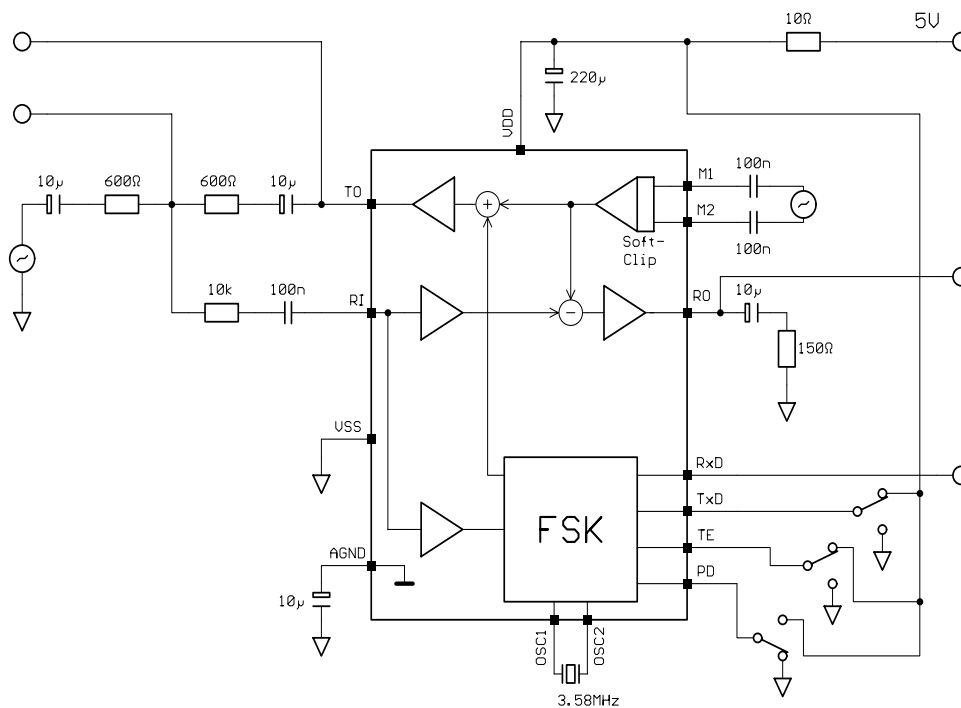 10Ω
5V
220µ
VDD
10µ
600Ω
600Ω
10µ
TO
+
M1
100n
M2
100n
Soft-
Clip
10k
100n
RI
−
RO
10µ
150Ω
VSS
RxD
TxD
FSK
TE
AGND
PD
10µ
OSC1
OSC2
3.58MHz